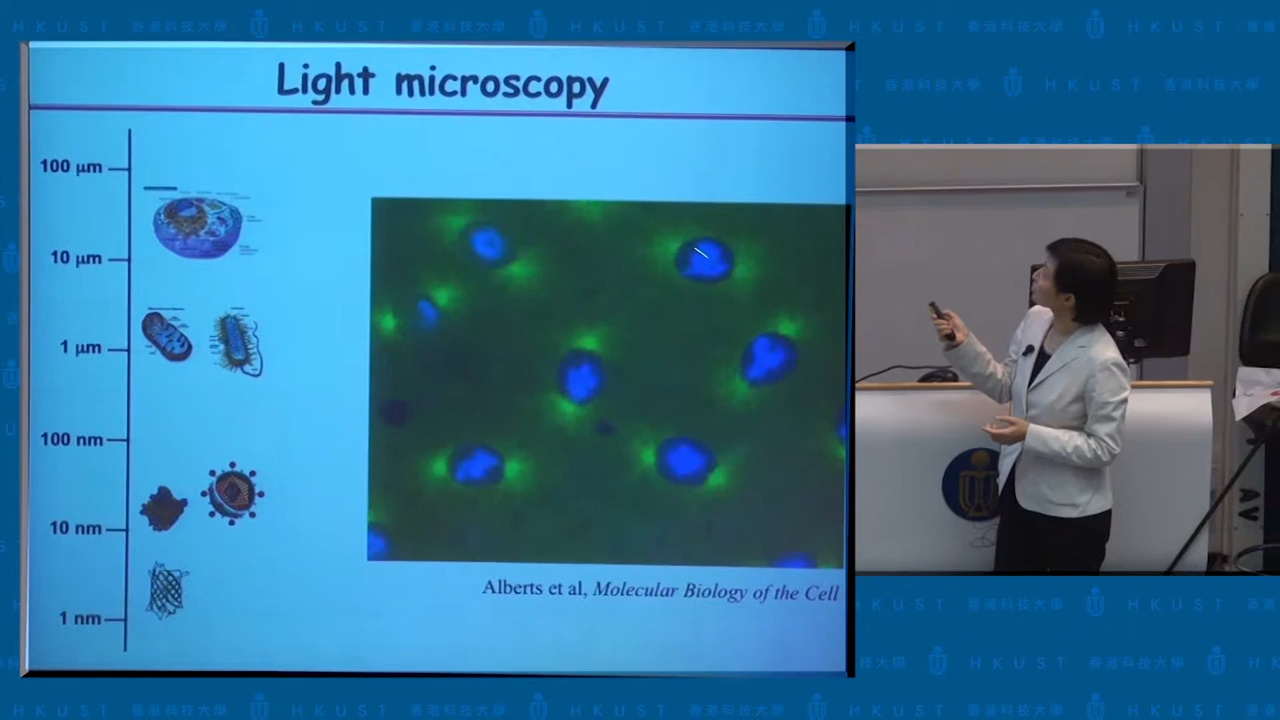 HKUST 香港科技大學
Light microscopy
100 μm
10 μm
1 μm
100 nm
10 nm
1 nm
Alberts et al, Molecular Biology of the Cell
AV